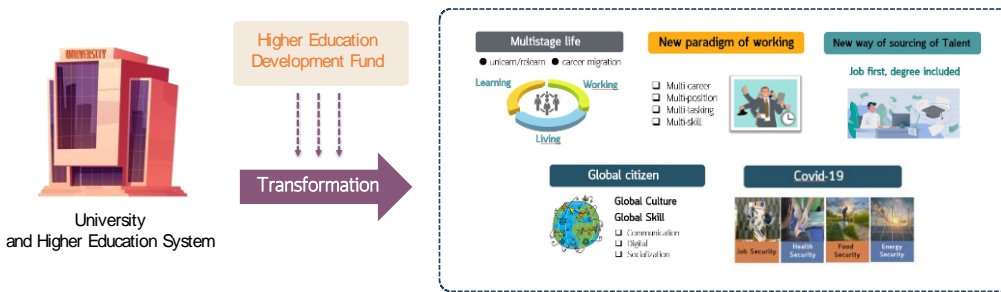 UNIVERSITY
University
and Higher Education System
Higher Education
Development Fund
Transformation
Multistage life
● unlearn/relearn ● career migration
Learning
Working
Living
New paradigm of working
❑ Multi-career
❑ Multi-position
❑ Multi-tasking
❑ Multi-skill
New way of sourcing of Talent
Job first, degree included
Global citizen
Global Culture
Global Skill
❑ Communication
❑ Digital
❑ Socialization
Covid-19
Job Security
Health
Security
Food
Security
Energy
Security